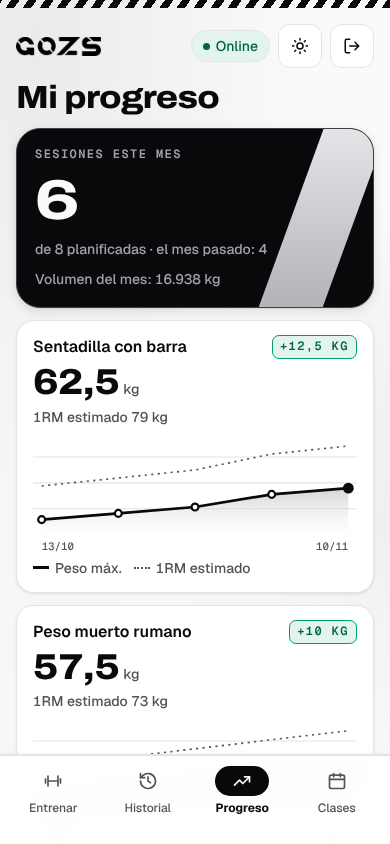 GOZS
Online
Mi progreso
SESIONES ESTE MES
6
de 8 planificadas · el mes pasado: 4
Volumen del mes: 16.938 kg
Sentadilla con barra
+12,5 KG
62,5 kg
1RM estimado 79 kg
13/10
10/11
Peso máx.
1RM estimado
Peso muerto rumano
+10 KG
57,5 kg
1RM estimado 73 kg
Entrenar
Historial
Progreso
Clases